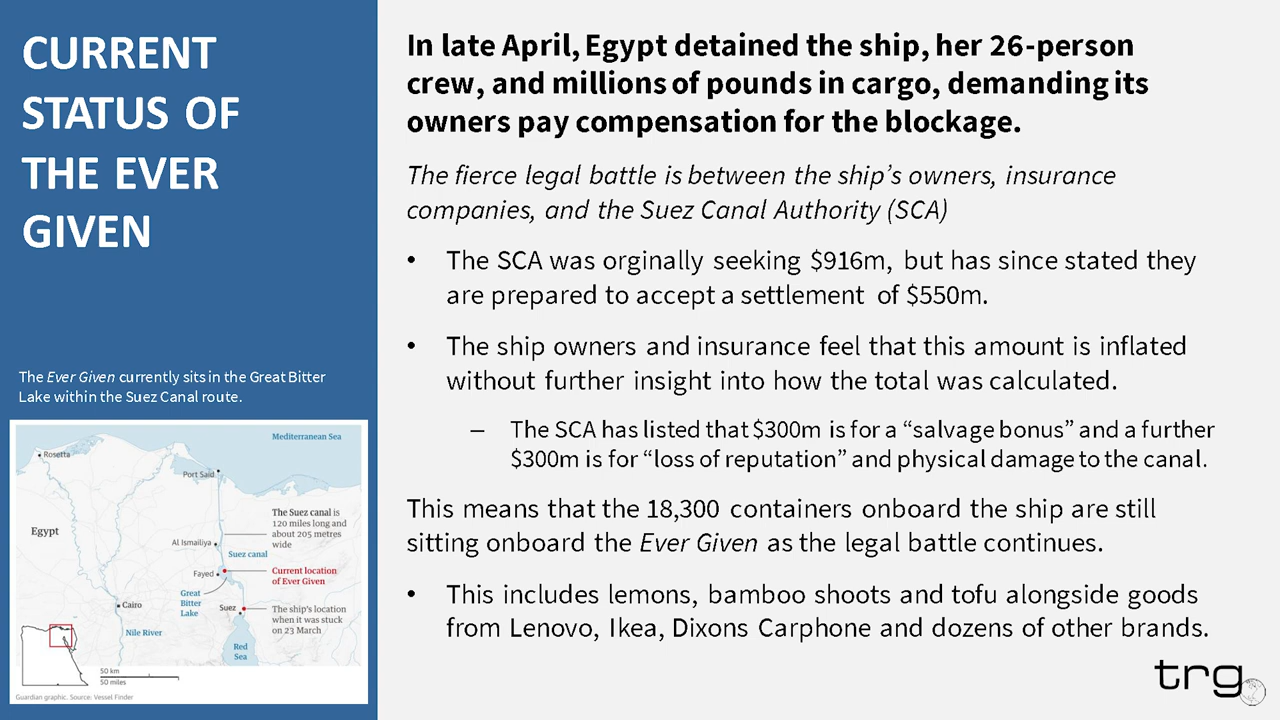 CURRENT
STATUS OF
THE EVER
GIVEN
The Ever Given currently sits in the Great Bitter
Lake within the Suez Canal route.
Mediterranean Sea
Rosetta
Port Said
Egypt
The Suez canal is
120 miles long and
about 205 metres
wide
Al Ismailiya
Suez canal
Fayed
Current location
of Ever Given
Great
Bitter
Lake
Cairo
Suez
The ship's location
when it was stuck
on 23 March
Nile River
Red
Sea
50 km
50 miles
Guardian graphic. Source: Vessel Finder
In late April, Egypt detained the ship, her 26-person
crew, and millions of pounds in cargo, demanding its
owners pay compensation for the blockage.
The fierce legal battle is between the ship's owners, insurance
companies, and the Suez Canal Authority (SCA)
• The SCA was orginally seeking $916m, but has since stated they
are prepared to accept a settlement of $550m.
• The ship owners and insurance feel that this amount is inflated
without further insight into how the total was calculated.
– The SCA has listed that $300m is for a “salvage bonus” and a further
$300m is for “loss of reputation” and physical damage to the canal.
This means that the 18,300 containers onboard the ship are still
sitting onboard the Ever Given as the legal battle continues.
• This includes lemons, bamboo shoots and tofu alongside goods
from Lenovo, Ikea, Dixons Carphone and dozens of other brands.
trg